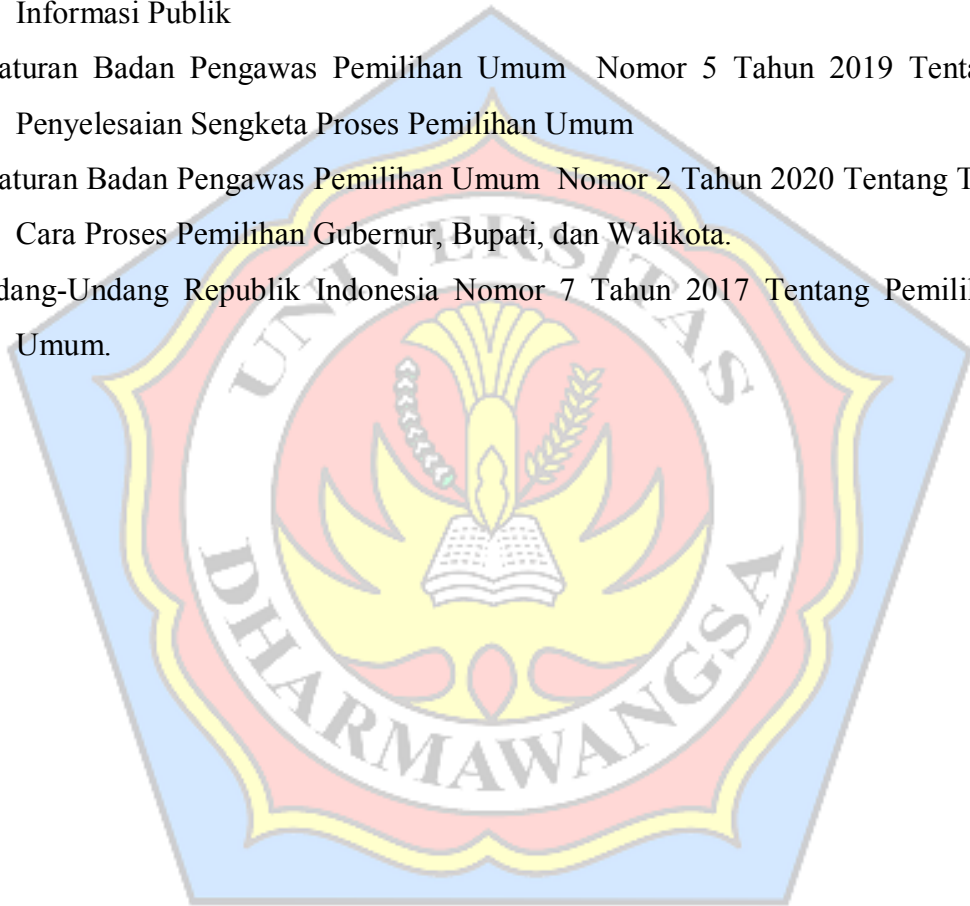 Informasi Publik
aturan Badan Pengawas Pemilihan Umum Nomor 5 Tahun 2019 Tenta
Penyelesaian Sengketa Proses Pemilihan Umum
aturan Badan Pengawas Pemilihan Umum Nomor 2 Tahun 2020 Tentang T
Cara Proses Pemilihan Gubernur, Bupati, dan Walikota.
dang-Undang Republik Indonesia Nomor 7 Tahun 2017 Tentang Pemili
Umum.
UNIVERSITAS
DHARMAWANGSA